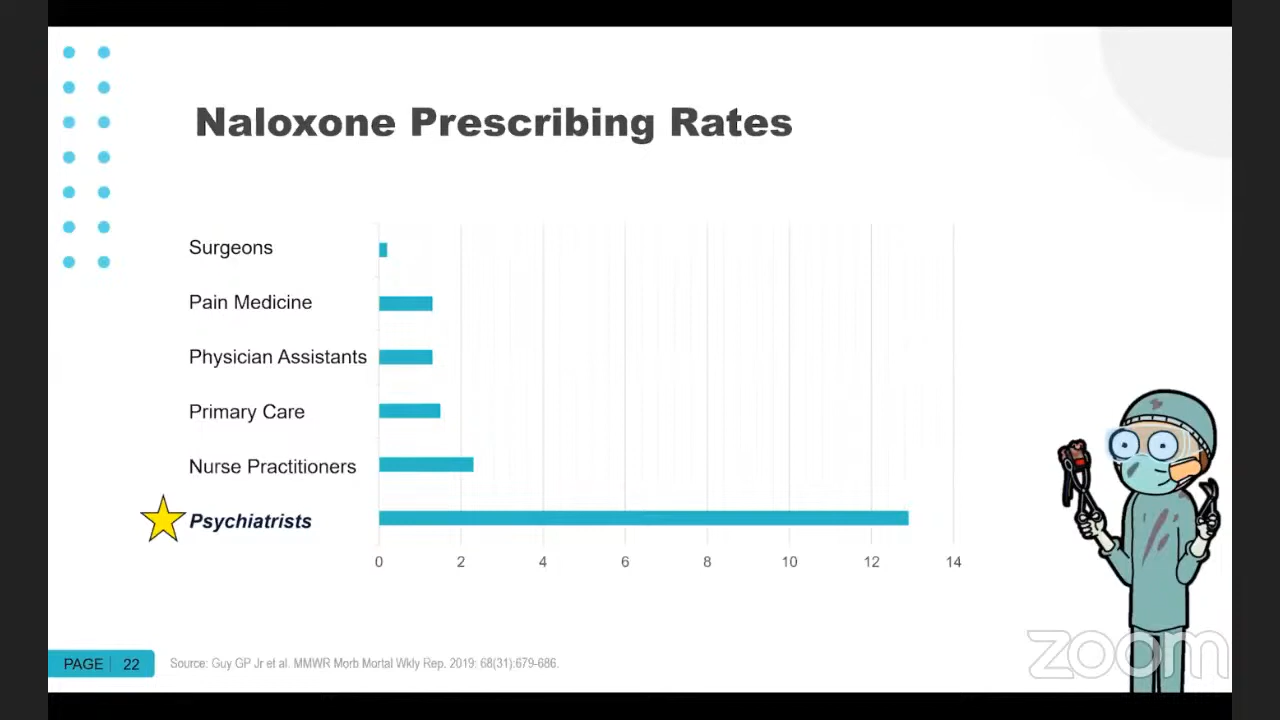 Naloxone Prescribing Rates
Surgeons
Pain Medicine
Physician Assistants
Primary Care
Nurse Practitioners
Psychiatrists
0 2 4 6 8 10 12 14
PAGE 22
Source: Guy GP Jr et al. MMWR Morb Mortal Wkly Rep. 2019: 68(31):679-686.
zoom